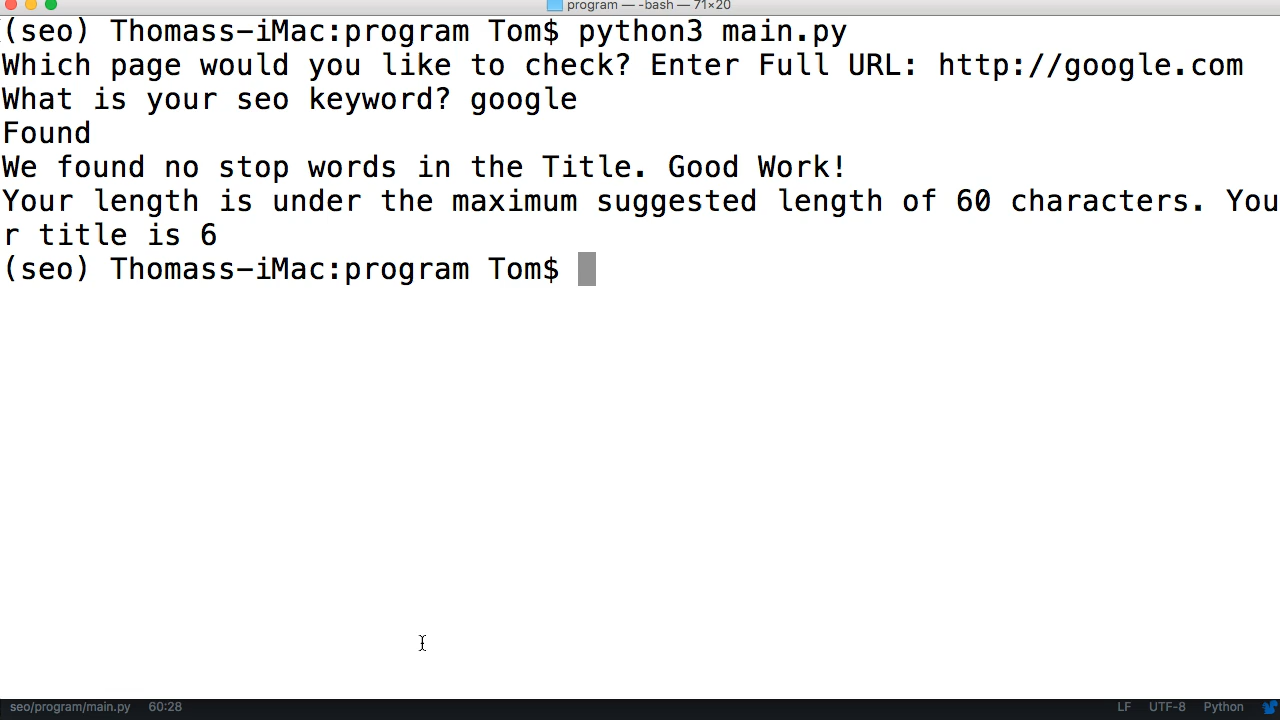 program — -bash — 71×20
(seo) Thomass-iMac:program Tom$ python3 main.py
Which page would you like to check? Enter Full URL: http://google.com
What is your seo keyword? google
Found
We found no stop words in the Title. Good Work!
Your length is under the maximum suggested length of 60 characters. You
r title is 6
(seo) Thomass-iMac:program Tom$
seo/program/main.py 60:28 LF UTF-8 Python